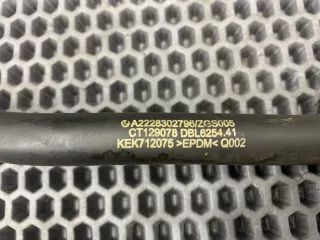 A2228302796/ZGS005
CT129078 DBL6254.41
KEK712075 >EPDM< Q002